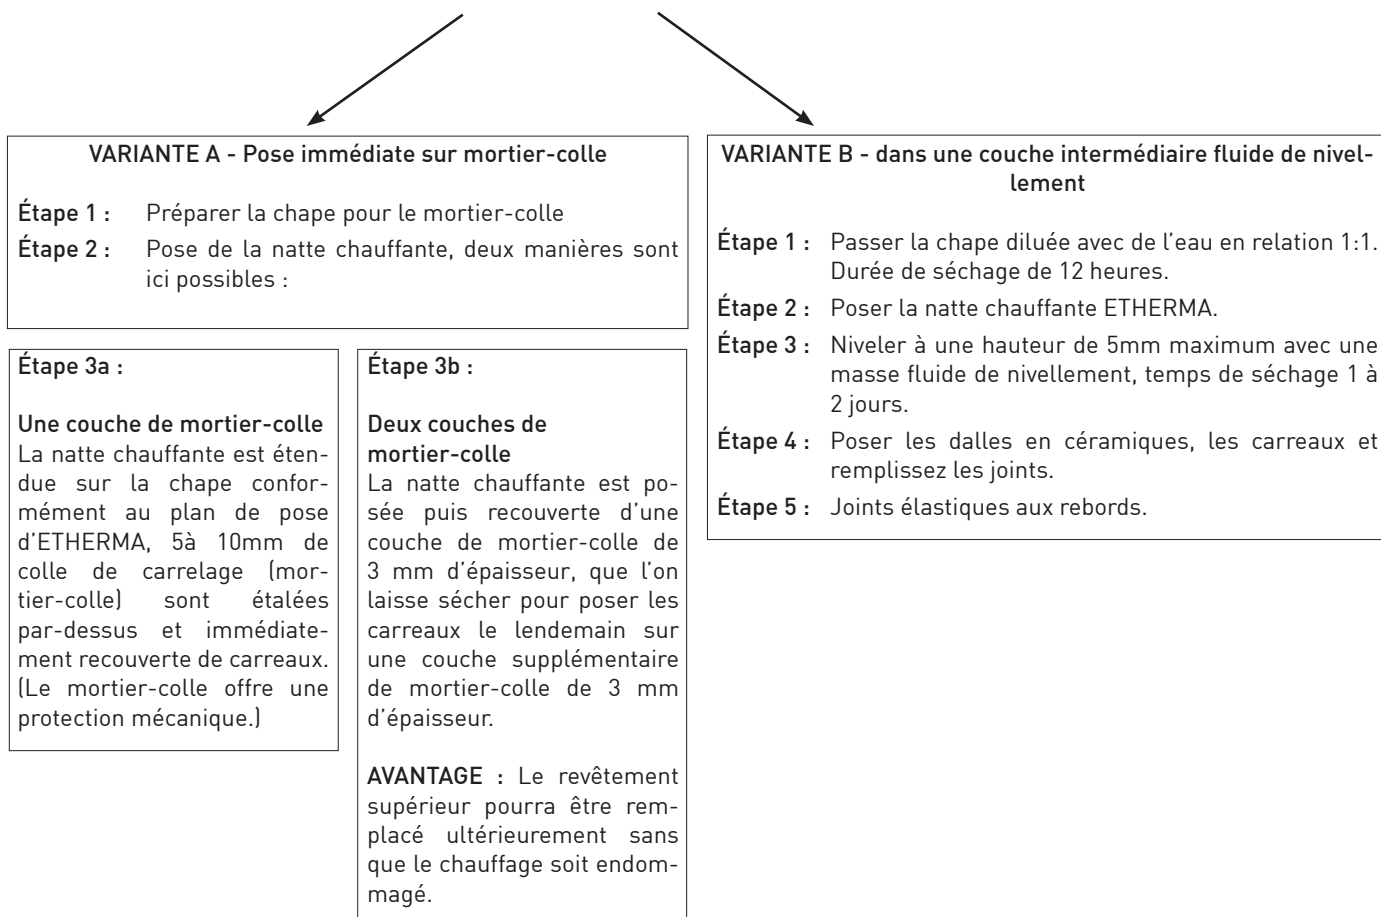 VARIANTE A - Pose immédiate sur mortier-colle
Étape 1 : Préparer la chape pour le mortier-colle
Étape 2 : Pose de la natte chauffante, deux manières sont
ici possibles :
Étape 3a :
Une couche de mortier-colle
La natte chauffante est éten-
due sur la chape confor-
mément au plan de pose
d'ETHERMA, 5à 10mm de
colle de carrelage (mor-
tier-colle) sont étalées
par-dessus et immédiate-
ment recouverte de carreaux.
(Le mortier-colle offre une
protection mécanique.)
Étape 3b :
Deux couches de
mortier-colle
La natte chauffante est po-
sée puis recouverte d'une
couche de mortier-colle de
3 mm d'épaisseur, que l'on
laisse sécher pour poser les
carreaux le lendemain sur
une couche supplémentaire
de mortier-colle de 3 mm
d'épaisseur.
AVANTAGE : Le revêtement
supérieur pourra être rem-
placé ultérieurement sans
que le chauffage soit endom-
magé.
VARIANTE B - dans une couche intermédiaire fluide de nivel-
lement
Étape 1 : Passer la chape diluée avec de l'eau en relation 1:1.
Durée de séchage de 12 heures.
Étape 2 : Poser la natte chauffante ETHERMA.
Étape 3 : Niveler à une hauteur de 5mm maximum avec une
masse fluide de nivellement, temps de séchage 1 à
2 jours.
Étape 4 : Poser les dalles en céramiques, les carreaux et
remplissez les joints.
Étape 5 : Joints élastiques aux rebords.